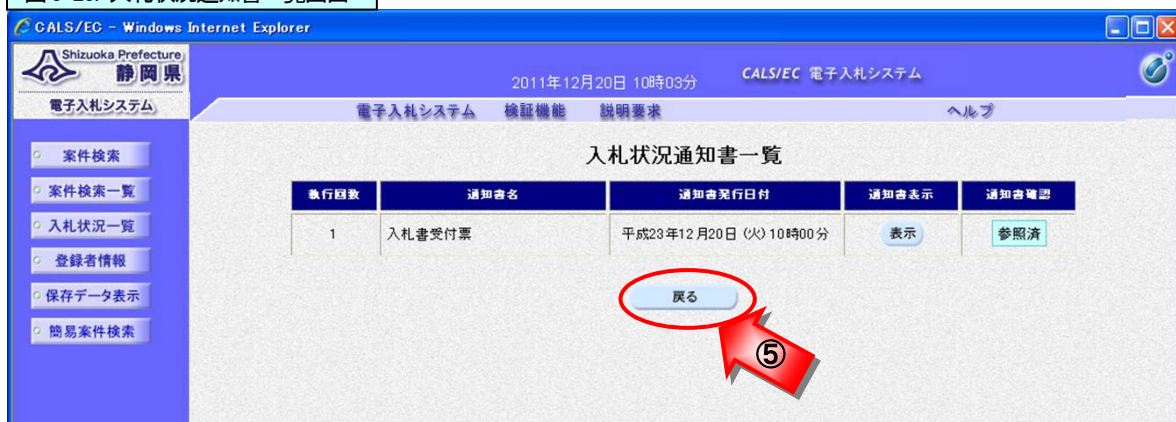 CALS/EC - Windows Internet Explorer
Shizuoka Prefecture
静岡県
2011年12月20日 10時03分
CALS/EC 電子入札システム
電子入札システム
電子入札システム 検証機能 説明要求 ヘルプ
案件検索
案件検索一覧
入札状況一覧
登録者情報
保存データ表示
簡易案件検索
入札状況通知書一覧
執行回数 通知書名 通知書発行日付 通知書表示 通知書確認
1 入札書受付票 平成23年12月20日 (火) 10時00分 表示 参照済
戻る
⑤